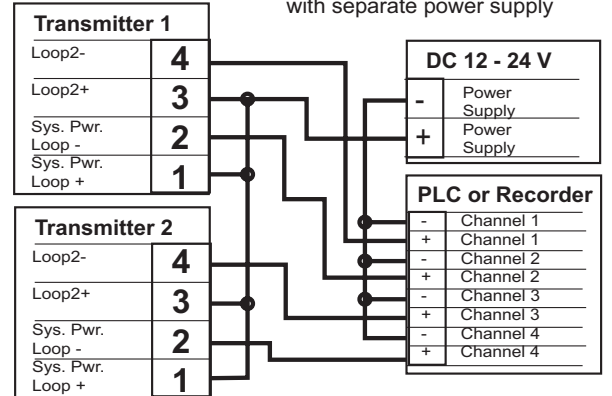 with separate power supply
Transmitter 1
Loop2-
4
Loop2+
3
Sys. Pwr.
Loop -
2
Sys. Pwr.
Loop +
1
Transmitter 2
Loop2-
4
Loop2+
3
Sys. Pwr.
Loop -
2
Sys. Pwr.
Loop +
1
DC 12 - 24 V
- Power
Supply
+ Power
Supply
PLC or Recorder
- Channel 1
+ Channel 1
- Channel 2
+ Channel 2
- Channel 3
+ Channel 3
- Channel 4
+ Channel 4